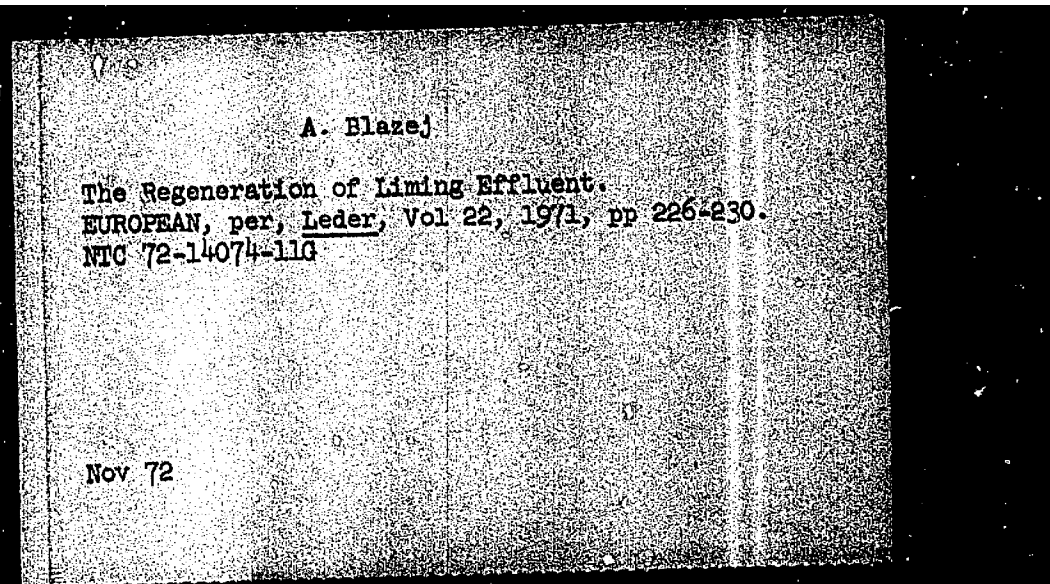 A. Blazej
The Regeneration of Liming Effluent.
EUROPEAN, per, Leder, Vol 22, 1971, pp 226-230.
NTC 72-14074-11G
Nov 72